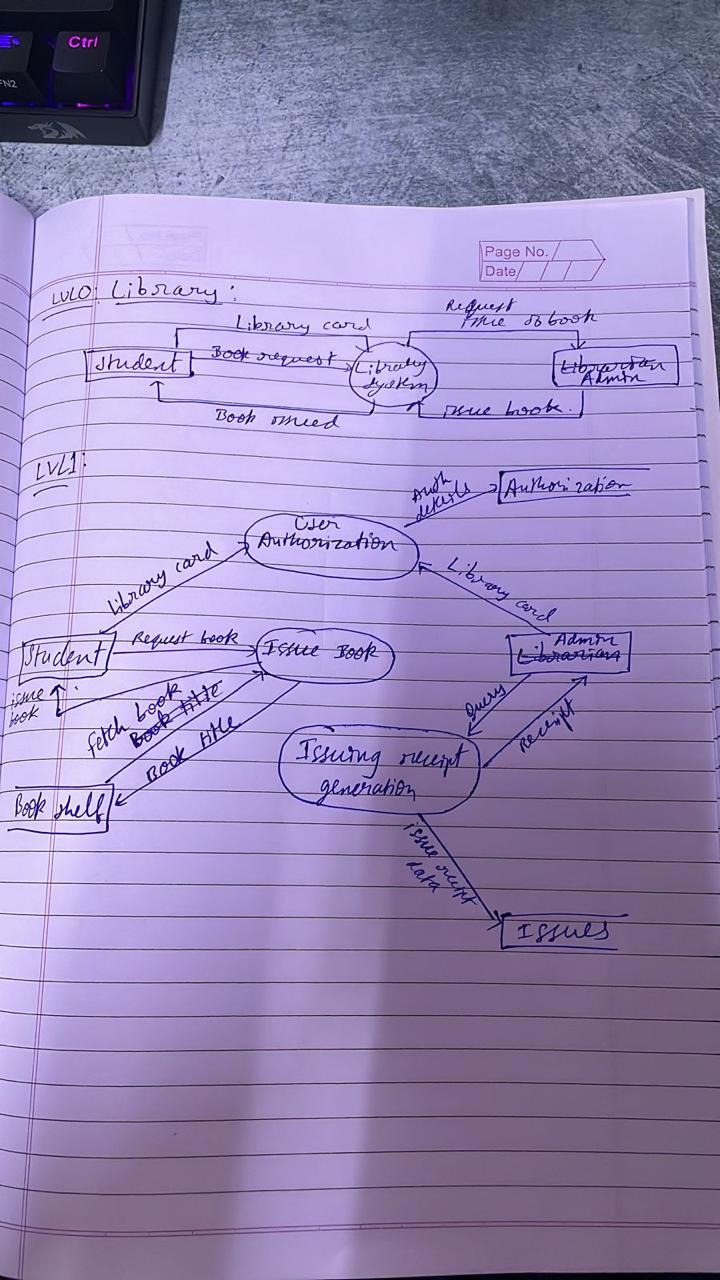 Ctrl
FN2
Page No.
Date
LVL0: Library:
Library card
Request
Issue of book
Student
Book request
Library
System
Librarian
Admin
Book issued
issue book.
LVL1:
Auth
details
Authorization
User
Authorization
Library card
Library card
Student
Request book
Issue Book
Admin
Librarian
issue
book
fetch book
Book title
Book title
Query
Receipt
Issuing receipt
generation
Book shelf
issue receipt
data
Issues